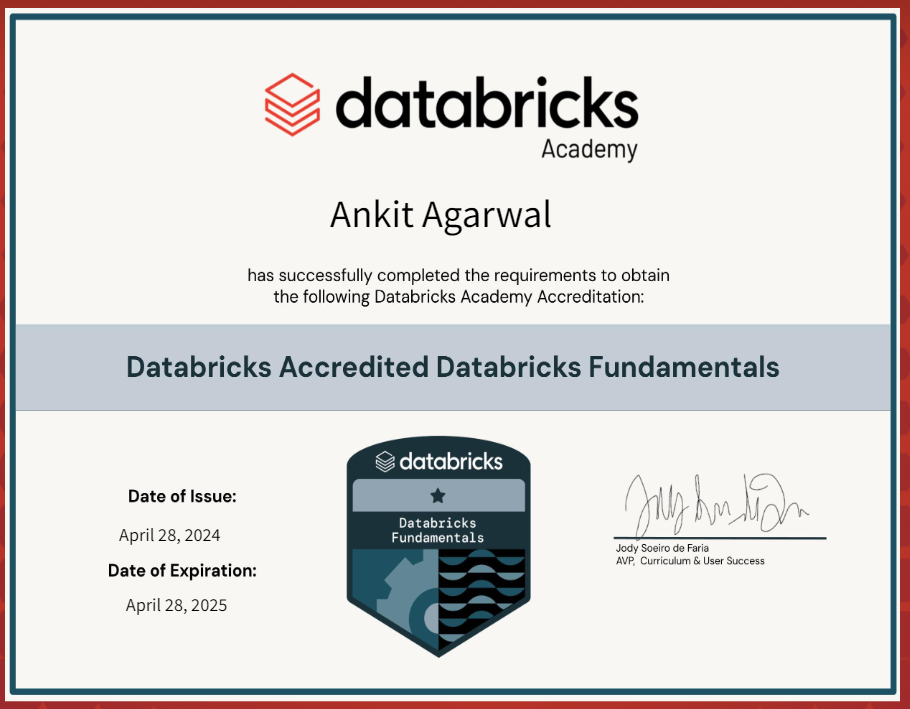 databricks
Academy
Ankit Agarwal
has successfully completed the requirements to obtain
the following Databricks Academy Accreditation:
Databricks Accredited Databricks Fundamentals
Date of Issue:
April 28, 2024
Date of Expiration:
April 28, 2025
databricks
Databricks
Fundamentals
Jody Soeiro de Faria
AVP, Curriculum & User Success